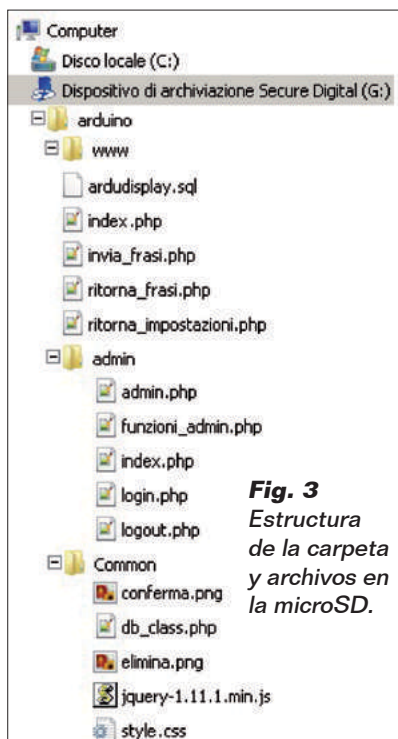 Computer
Disco locale (C:)
Dispositivo di archiviazione Secure Digital (G:)
arduino
www
ardudisplay.sql
index.php
invia_frasi.php
ritorna_frasi.php
ritorna_impostazioni.php
admin
admin.php
funzioni_admin.php
index.php
login.php
logout.php
Common
conferma.png
db_class.php
elimina.png
jquery-1.11.1.min.js
style.css
Fig. 3
Estructura
de la carpeta
y archivos en
la microSD.